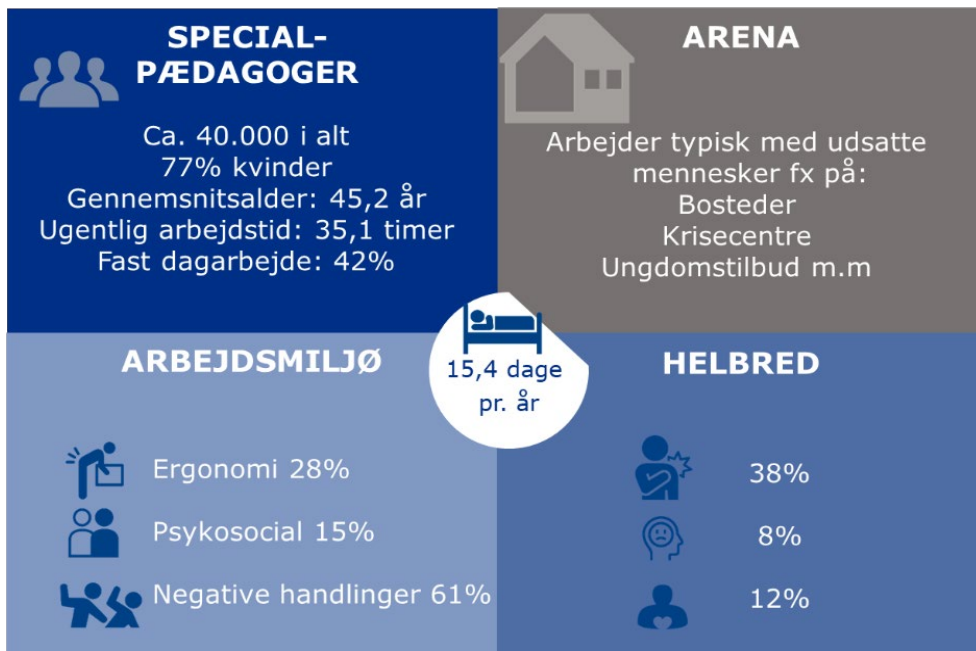 SPECIAL-
PÆDAGOGER
Ca. 40.000 i alt
77% kvinder
Gennemsnitsalder: 45,2 år
Ugentlig arbejdstid: 35,1 timer
Fast dagarbejde: 42%
ARENA
Arbejder typisk med udsatte
mennesker fx på:
Bosteder
Krisecentre
Ungdomstilbud m.m
15,4 dage
pr. år
ARBEJDSMILJØ
Ergonomi 28%
Psykosocial 15%
Negative handlinger 61%
HELBRED
38%
8%
12%